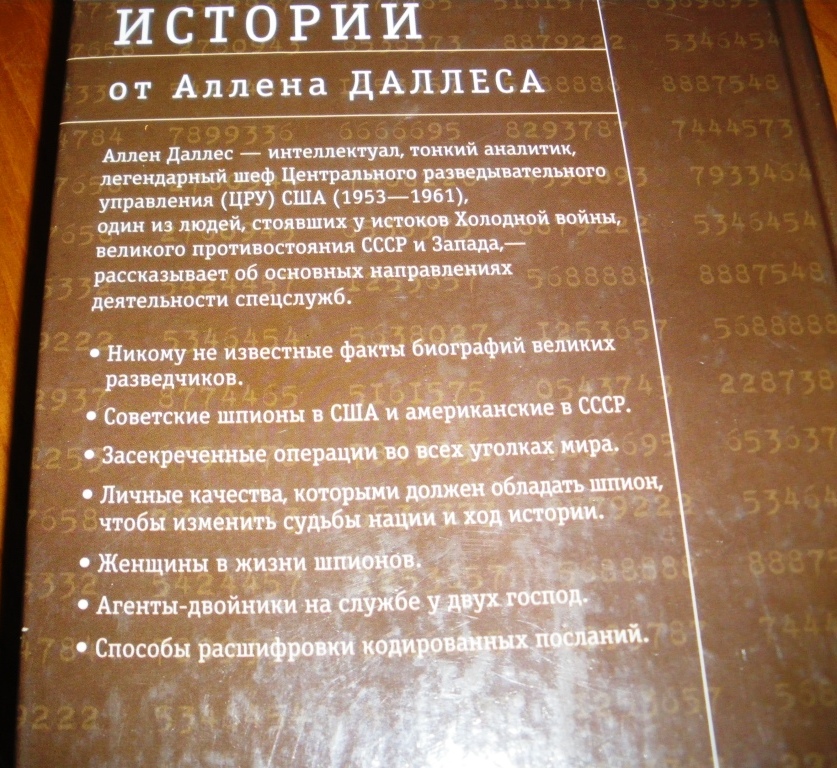 ИСТОРИИ
от Аллена ДАЛЛЕСА
Аллен Даллес — интеллектуал, тонкий аналитик,
легендарный шеф Центрального разведывательного
управления (ЦРУ) США (1953—1961),
один из людей, стоявших у истоков Холодной войны,
великого противостояния СССР и Запада,—
рассказывает об основных направлениях
деятельности спецслужб.
• Никому не известные факты биографий великих
разведчиков.
• Советские шпионы в США и американские в СССР.
• Засекреченные операции во всех уголках мира.
• Личные качества, которыми должен обладать шпион,
чтобы изменить судьбы нации и ход истории.
• Женщины в жизни шпионов.
• Агенты-двойники на службе у двух господ.
• Способы расшифровки кодированных посланий.